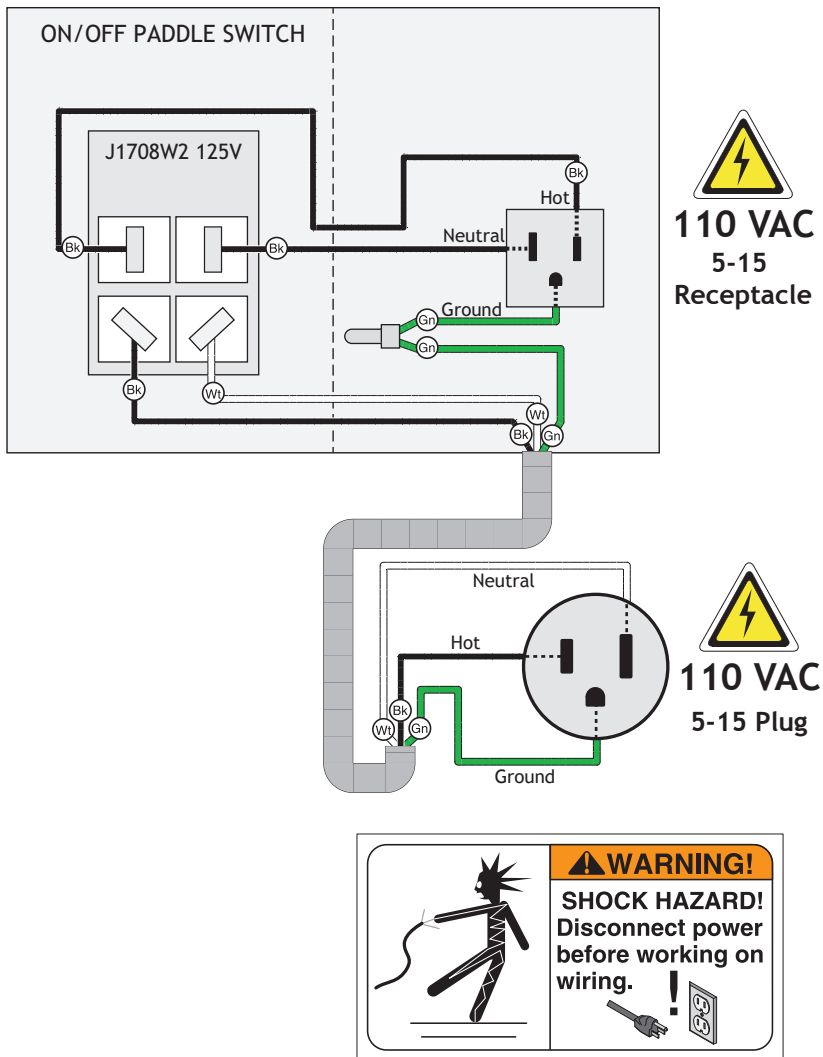 ON/OFF PADDLE SWITCH
J1708W2 125V
Bk
Hot
Neutral
Bk
Bk
Ground
Gn
Gn
Bk
Wt
Wt
Bk
Gn
110 VAC
5-15
Receptacle
Neutral
Hot
Bk
Wt
Gn
Ground
110 VAC
5-15 Plug
WARNING!
SHOCK HAZARD!
Disconnect power
before working on
wiring.
!